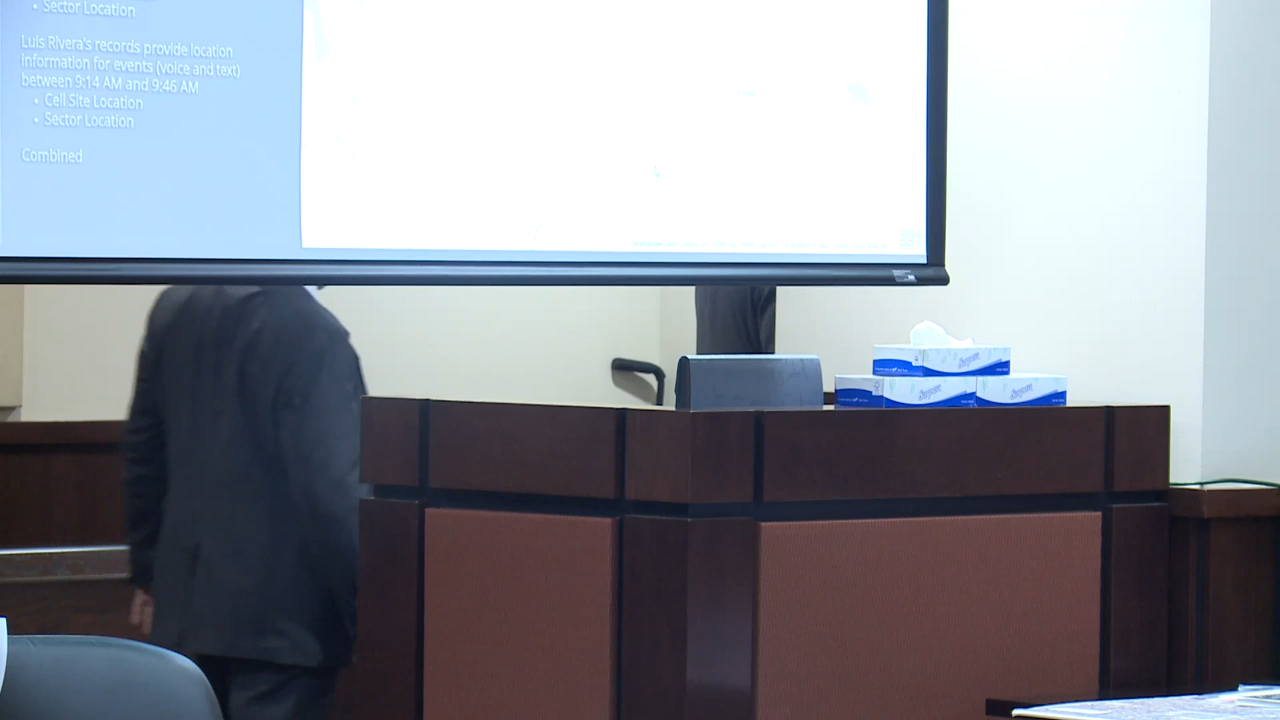 • Sector Location
Luis Rivera's records provide location
information for events (voice and text)
between 9:14 AM and 9:46 AM
• Cell Site Location
• Sector Location
Combined